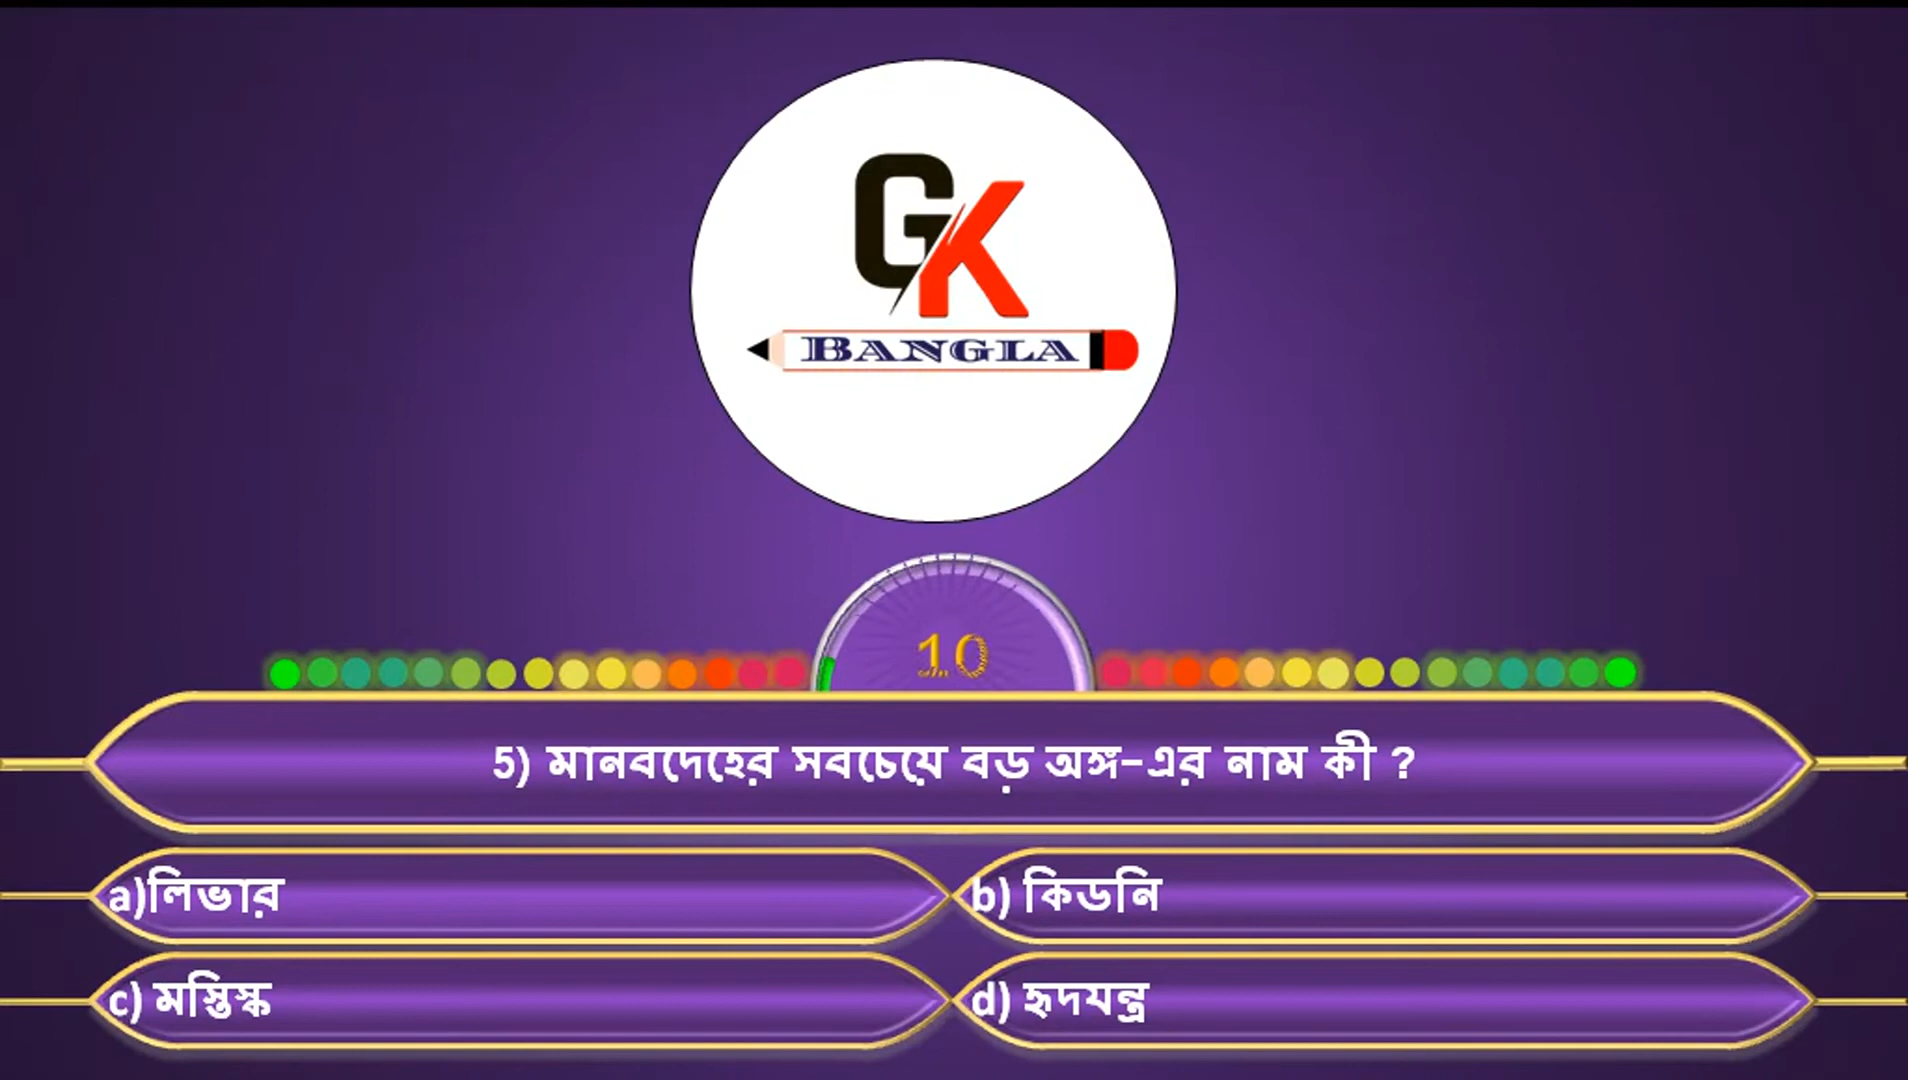 GK
BANGLA
10
5) মানবদেহের সবচেয়ে বড় অঙ্গ-এর নাম কী ?
a)লিভার
b) কিডনি
c) মস্তিস্ক
d) হৃদযন্ত্র